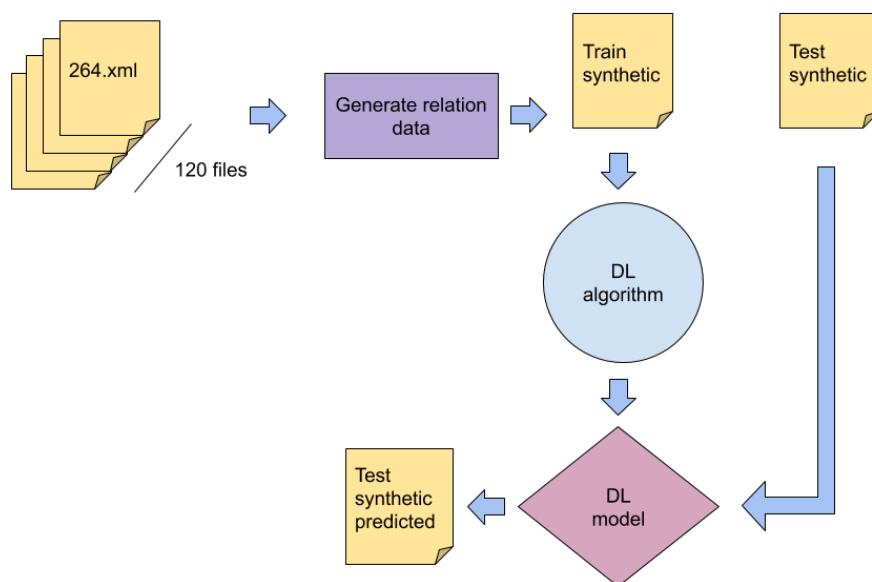 264.xml
120 files
Generate relation
data
Train
synthetic
Test
synthetic
DL
algorithm
DL
model
Test
synthetic
predicted